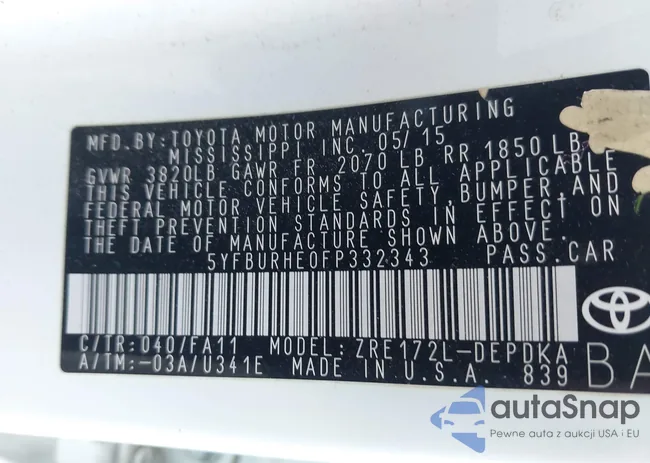 MFD. BY: TOYOTA MOTOR MANUFACTURING
MISSISSIPPI INC. 05/15
GVWR 3820LB GAWR FR 2070 LB RR 1850 LB
THIS VEHICLE CONFORMS TO ALL APPLICABLE
FEDERAL MOTOR VEHICLE SAFETY, BUMPER, AND
THEFT PREVENTION STANDARDS IN EFFECT ON
THE DATE OF MANUFACTURE SHOWN ABOVE.
5YFBURHE0FP332343 PASS. CAR
C/TR: 040/FA11 MODEL: ZRE172L-DEPDKA
A/TM: -03A/U341E MADE IN U.S.A. 839
BA
autaSnap
Pewne auta z aukcji USA i EU